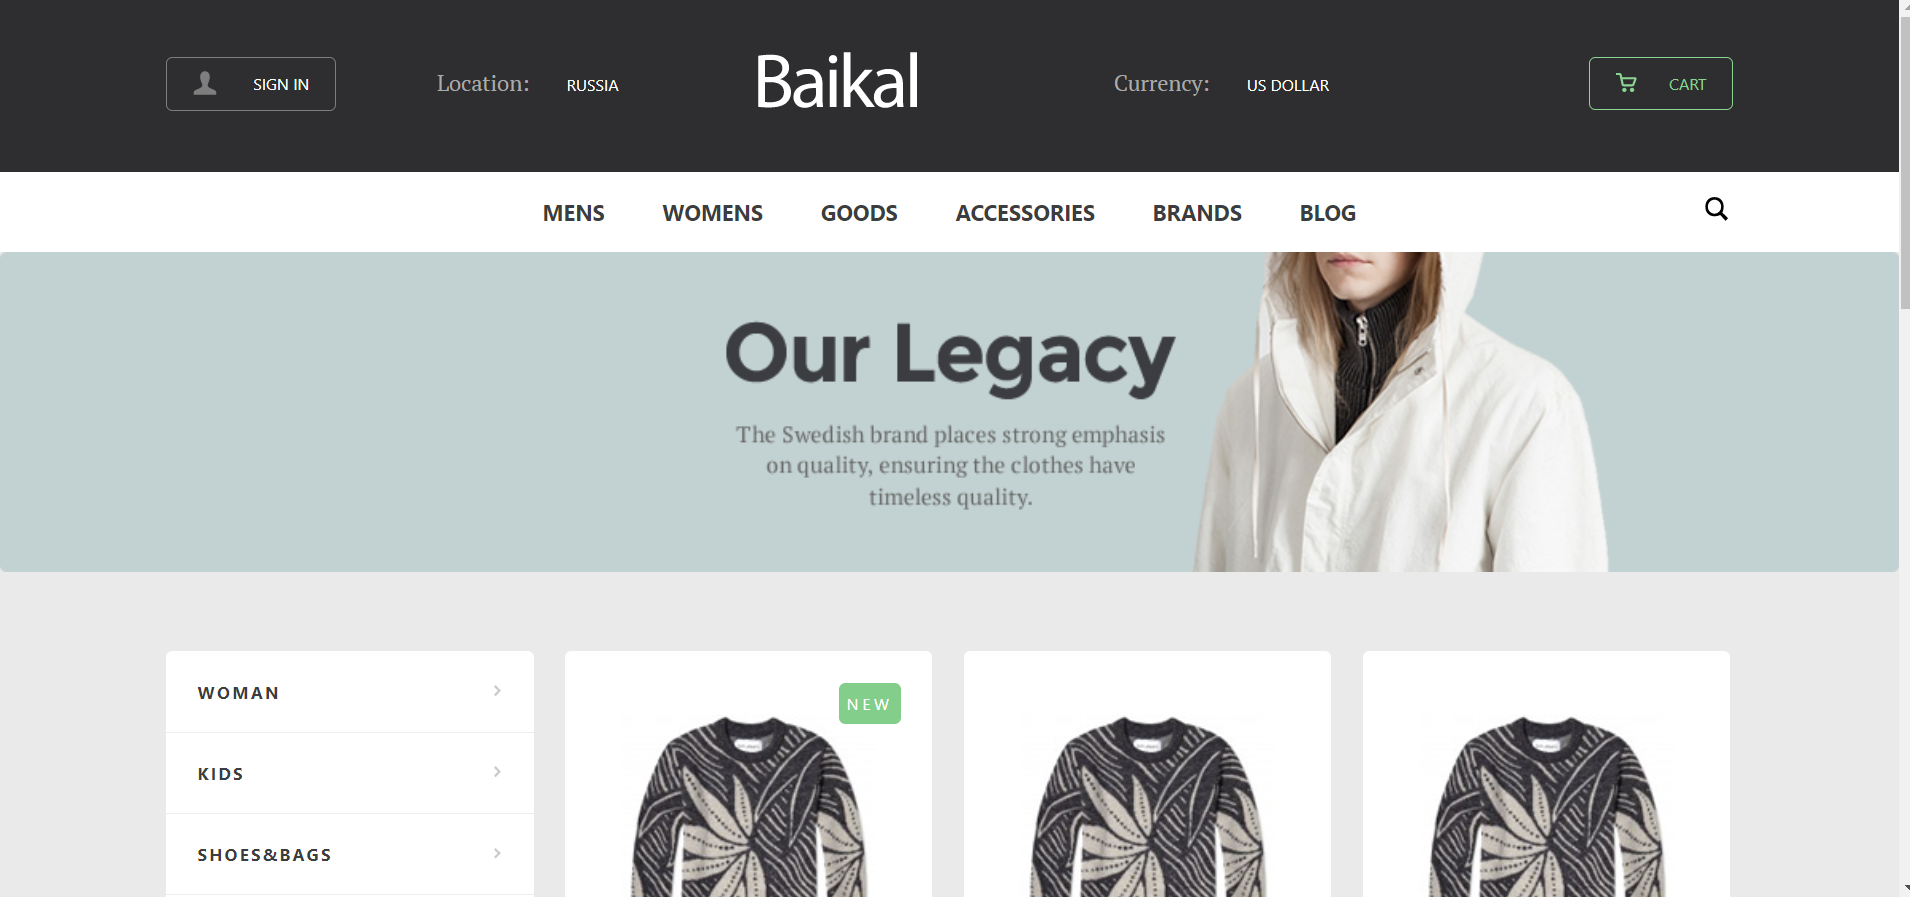 SIGN IN
Location: RUSSIA
Baikal
Currency: US DOLLAR
CART
MENS WOMENS GOODS ACCESSORIES BRANDS BLOG
Our Legacy
The Swedish brand places strong emphasis
on quality, ensuring the clothes have
timeless quality.
WOMAN
KIDS
SHOES&BAGS
NEW